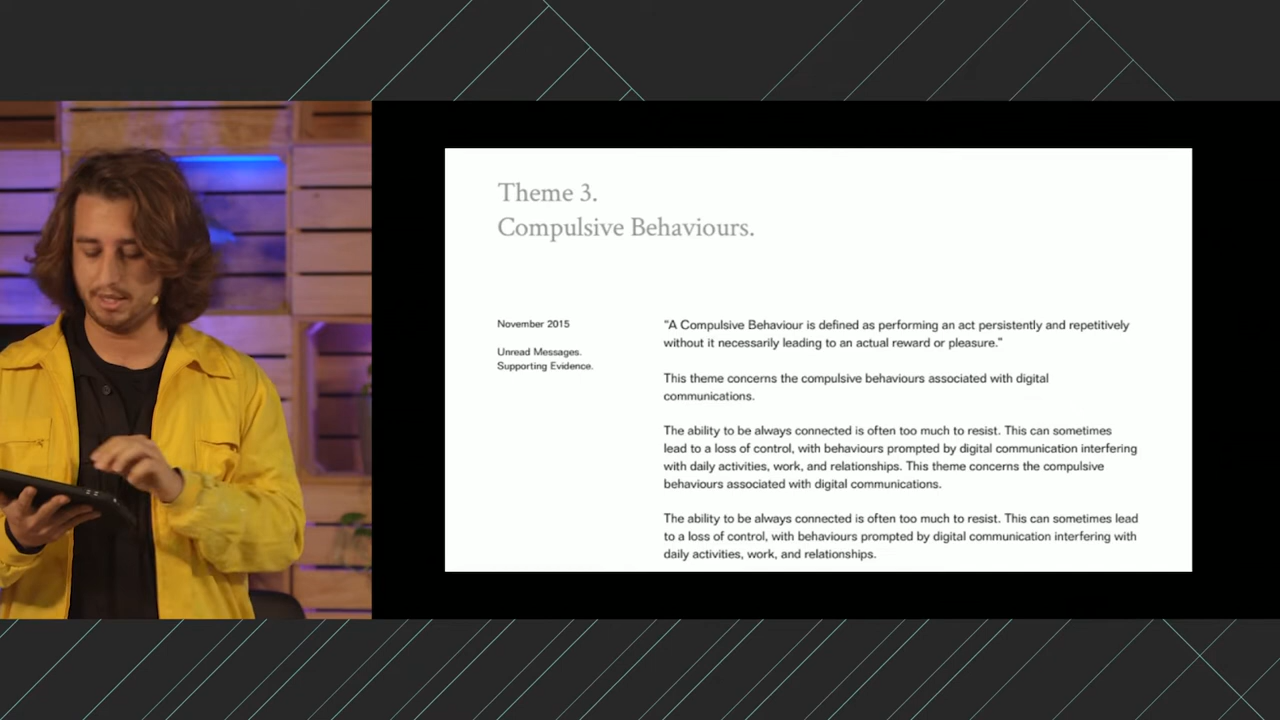 Theme 3.
Compulsive Behaviours.
November 2015
Unread Messages.
Supporting Evidence.
"A Compulsive Behaviour is defined as performing an act persistently and repetitively
without it necessarily leading to an actual reward or pleasure."
This theme concerns the compulsive behaviours associated with digital
communications.
The ability to be always connected is often too much to resist. This can sometimes
lead to a loss of control, with behaviours prompted by digital communication interfering
with daily activities, work, and relationships. This theme concerns the compulsive
behaviours associated with digital communications.
The ability to be always connected is often too much to resist. This can sometimes lead
to a loss of control, with behaviours prompted by digital communication interfering with
daily activities, work, and relationships.